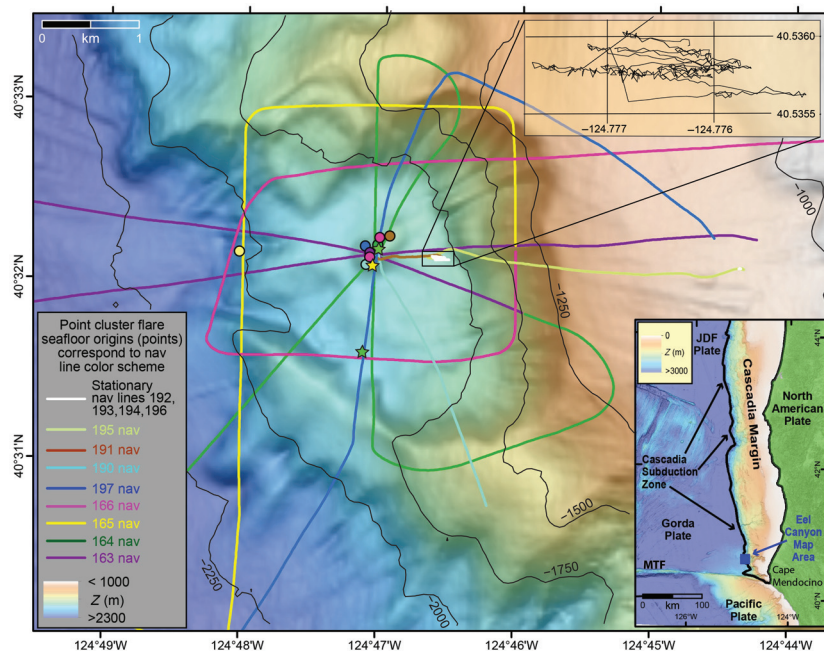 0 km 1
40.5360
40.5355
−124.777
−124.776
40°33'N
40°32'N
40°31'N
−1000
−1250
−1500
−1750
−2000
−2250
Point cluster flare
seafloor origins (points)
correspond to nav
line color scheme
Stationary
nav lines 192,
193,194,196
195 nav
191 nav
190 nav
197 nav
166 nav
165 nav
164 nav
163 nav
< 1000
Z (m)
>2300
0
Z (m)
>3000
JDF
Plate
Cascadia Margin
North
American
Plate
Cascadia
Subduction
Zone
Gorda
Plate
Eel
Canyon
Map
Area
MTF
Cape
Mendocino
Pacific
Plate
0 km 100
126°W
124°W
44°N
42°N
40°N
124°49'W
124°48'W
124°47'W
124°46'W
124°45'W
124°44'W